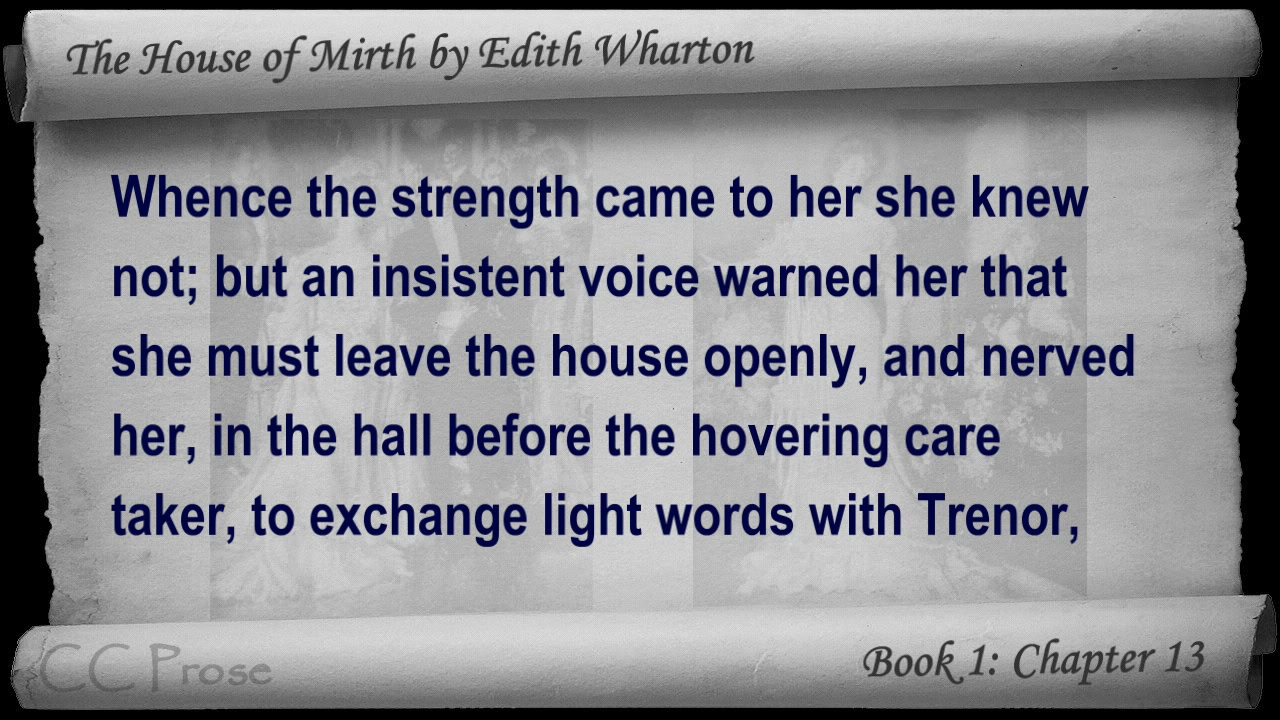 The House of Mirth by Edith Wharton
Whence the strength came to her she knew
not; but an insistent voice warned her that
she must leave the house openly, and nerved
her, in the hall before the hovering care
taker, to exchange light words with Trenor,
CC Prose
Book 1: Chapter 13